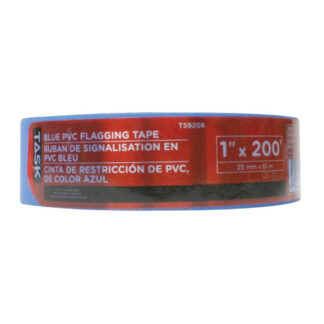 T59206
TASK
BLUE PVC FLAGGING TAPE
RUBAN DE SIGNALISATION EN
PVC BLEU
CINTA DE RESTRICCIÓN DE PVC,
DE COLOR AZUL
1" x 200'
25 mm x 61 m